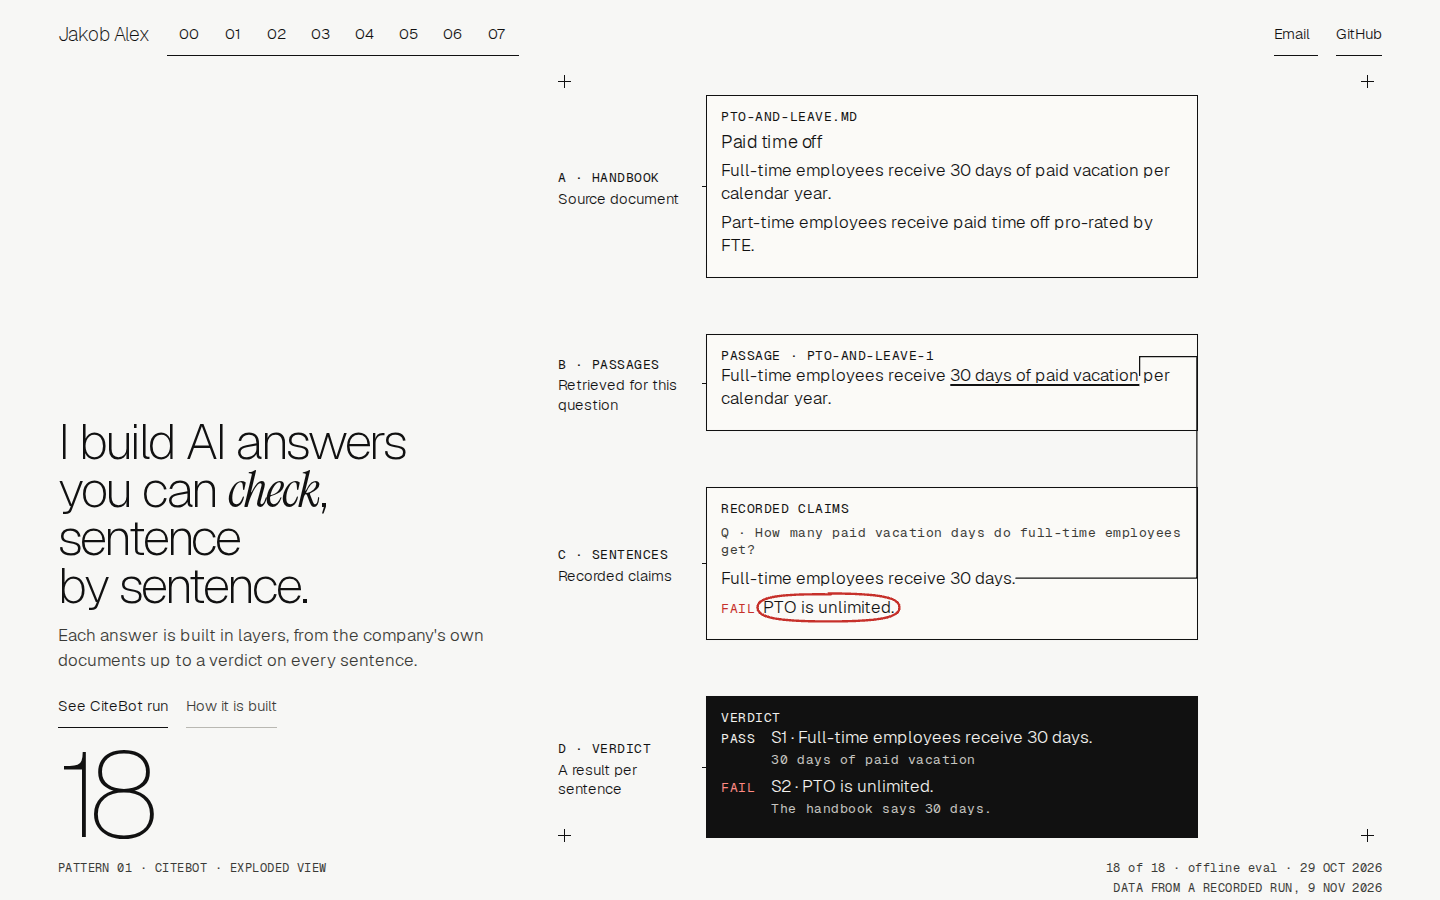 Jakob Alex
00 01 02 03 04 05 06 07
Email GitHub
I build AI answers
you can check,
sentence
by sentence.
Each answer is built in layers, from the company's own
documents up to a verdict on every sentence.
See CiteBot run How it is built
18
PATTERN 01 · CITEBOT · EXPLODED VIEW
A · HANDBOOK
Source document
PTO-AND-LEAVE.MD
Paid time off
Full-time employees receive 30 days of paid vacation per
calendar year.
Part-time employees receive paid time off pro-rated by
FTE.
B · PASSAGES
Retrieved for this
question
PASSAGE · PTO-AND-LEAVE-1
Full-time employees receive 30 days of paid vacation per
calendar year.
C · SENTENCES
Recorded claims
RECORDED CLAIMS
Q · How many paid vacation days do full-time employees
get?
Full-time employees receive 30 days.
FAIL PTO is unlimited.
D · VERDICT
A result per
sentence
VERDICT
PASS S1 · Full-time employees receive 30 days.
30 days of paid vacation
FAIL S2 · PTO is unlimited.
The handbook says 30 days.
18 of 18 · offline eval · 29 OCT 2026
DATA FROM A RECORDED RUN, 9 NOV 2026